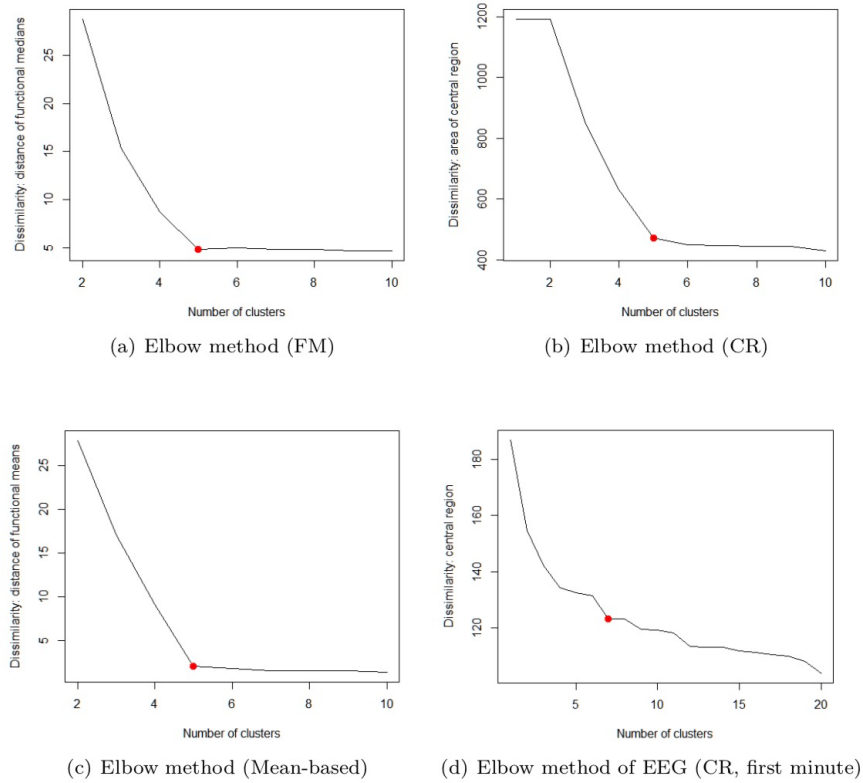 Dissimilarity: distance of functional medians
25
20
15
10
5
2 4 6 8 10
Number of clusters
(a) Elbow method (FM)
Dissimilarity: area of central region
1200
1000
800
600
400
2 4 6 8 10
Number of clusters
(b) Elbow method (CR)
Dissimilarity: distance of functional means
25
20
15
10
5
2 4 6 8 10
Number of clusters
(c) Elbow method (Mean-based)
Dissimilarity: central region
180
160
140
120
5 10 15 20
Number of clusters
(d) Elbow method of EEG (CR, first minute)